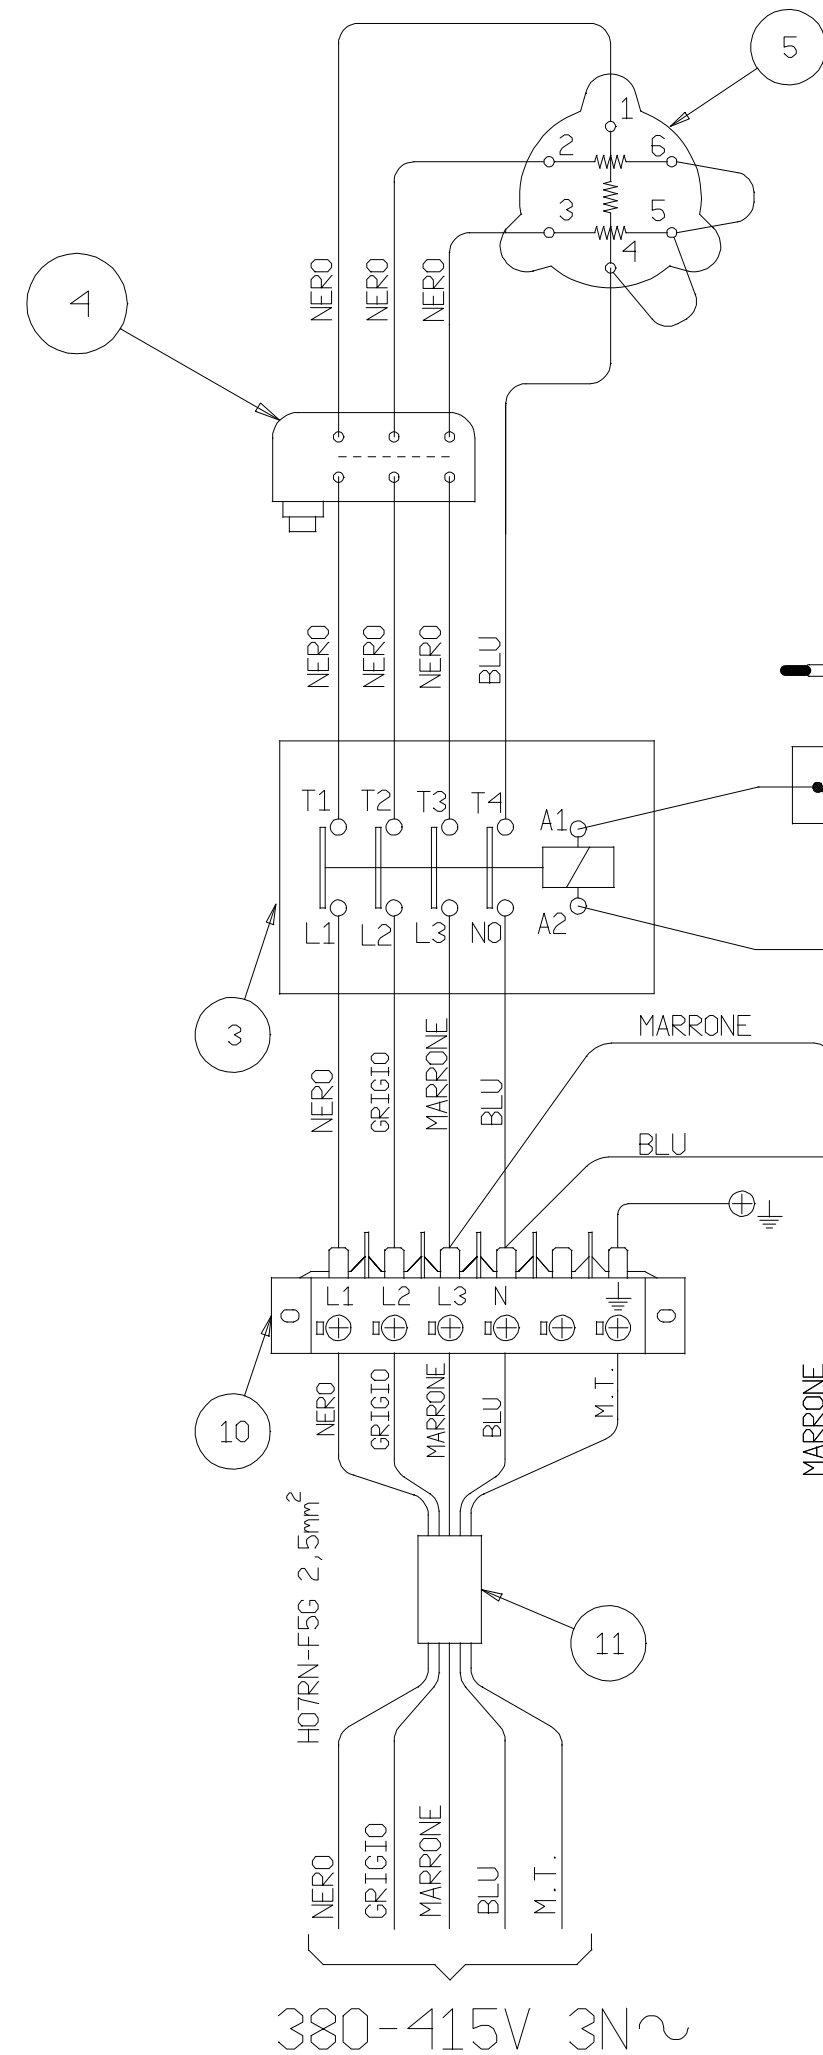 5
1
2
6
3
5
4
NERO
NERO
NERO
4
NERO
NERO
NERO
BLU
T1
T2
T3
T4
A1
L1
L2
L3
NO
A2
3
MARRONE
NERO
GRIGIO
MARRONE
BLU
BLU
L1
L2
L3
N
10
NERO
GRIGIO
MARRONE
BLU
M.T.
MARRONE
H07RN-F5G 2,5mm²
11
NERO
GRIGIO
MARRONE
BLU
M.T.
380-415V 3N~